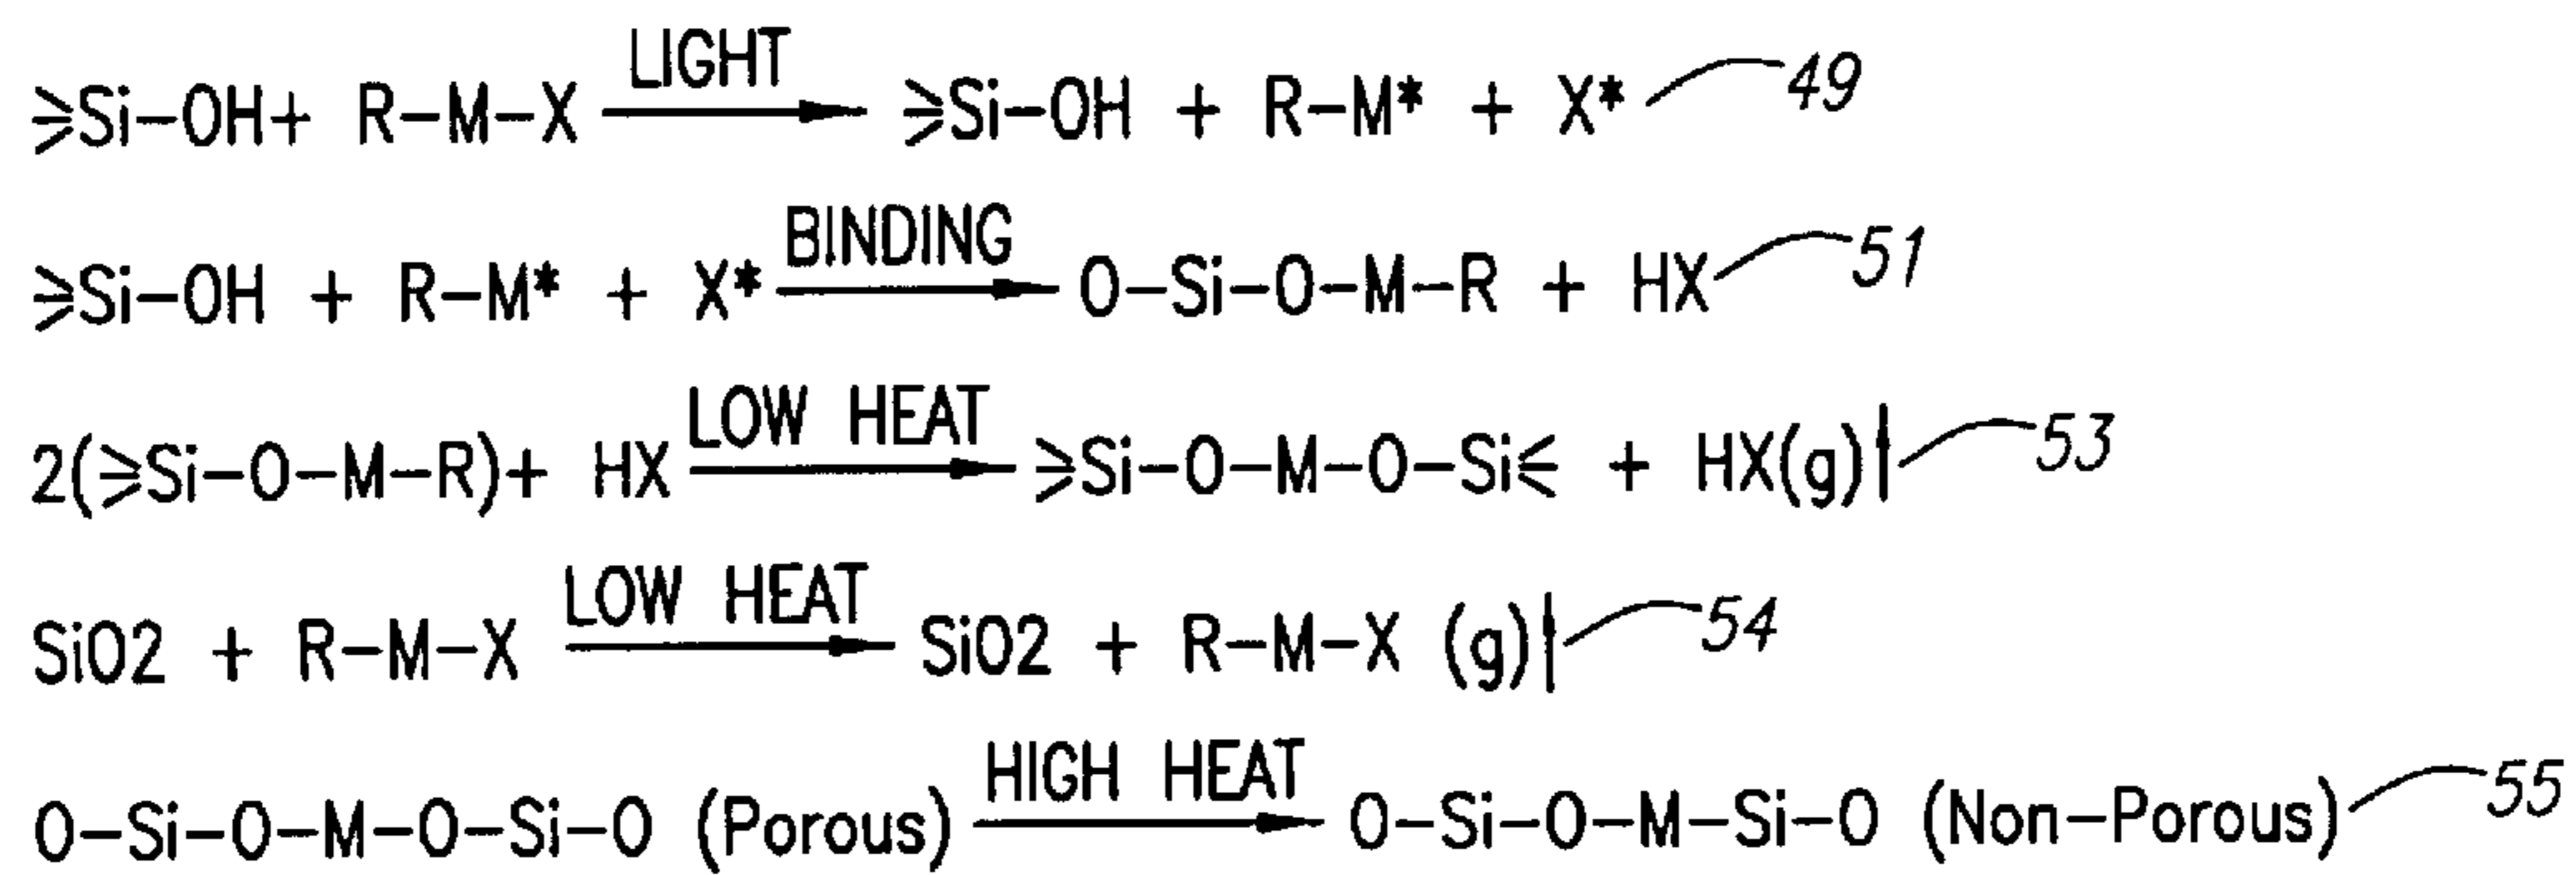 ⪖Si–OH + R–M–X LIGHT ⟶ ⪖Si–OH + R–M* + X* 49
⪖Si–OH + R–M* + X* BINDING ⟶ O–Si–O–M–R + HX 51
2(⪖Si–O–M–R) + HX LOW HEAT ⟶ ⪖Si–O–M–O–Si⪕ + HX(g)↑ 53
SiO2 + R–M–X LOW HEAT ⟶ SiO2 + R–M–X (g)↑ 54
O–Si–O–M–O–Si–O (Porous) HIGH HEAT ⟶ O–Si–O–M–Si–O (Non–Porous) 55